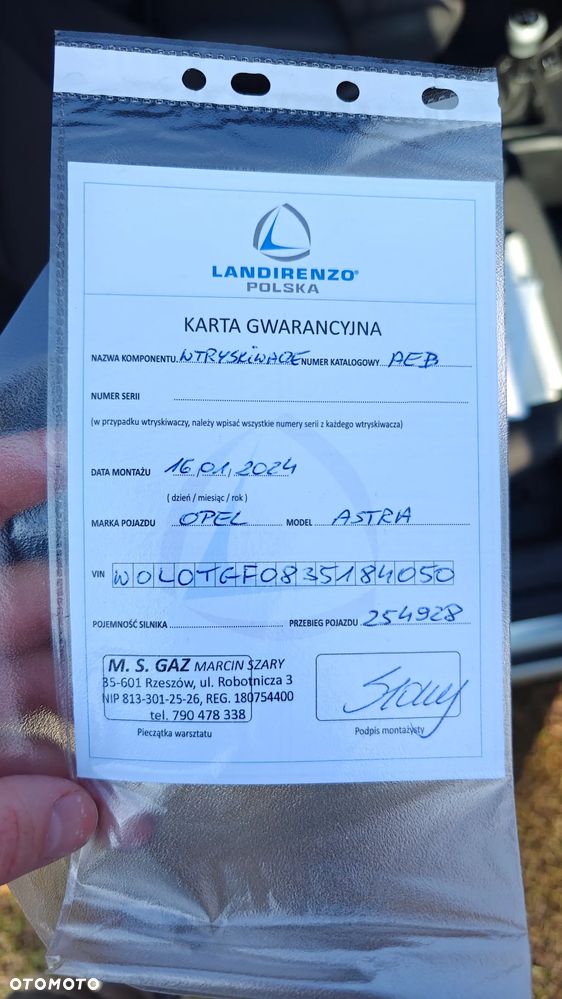 LANDIRENZO®
POLSKA
KARTA GWARANCYJNA
NAZWA KOMPONENTU WTRYSKIWACZE NUMER KATALOGOWY AEB
NUMER SERII
(w przypadku wtryskiwaczy, należy wpisać wszystkie numery serii z każdego wtryskiwacza)
DATA MONTAŻU 16,01,2024
( dzień / miesiąc / rok )
MARKA POJAZDU OPEL MODEL ASTRA
VIN W0L0TGF0835184050
POJEMNOŚĆ SILNIKA PRZEBIEG POJAZDU 254928
M. S. GAZ MARCIN SZARY
35-601 Rzeszów, ul. Robotnicza 3
NIP 813-301-25-26, REG. 180754400
tel. 790 478 338
Szary
Pieczątka warsztatu Podpis montażysty
OTOMOTO